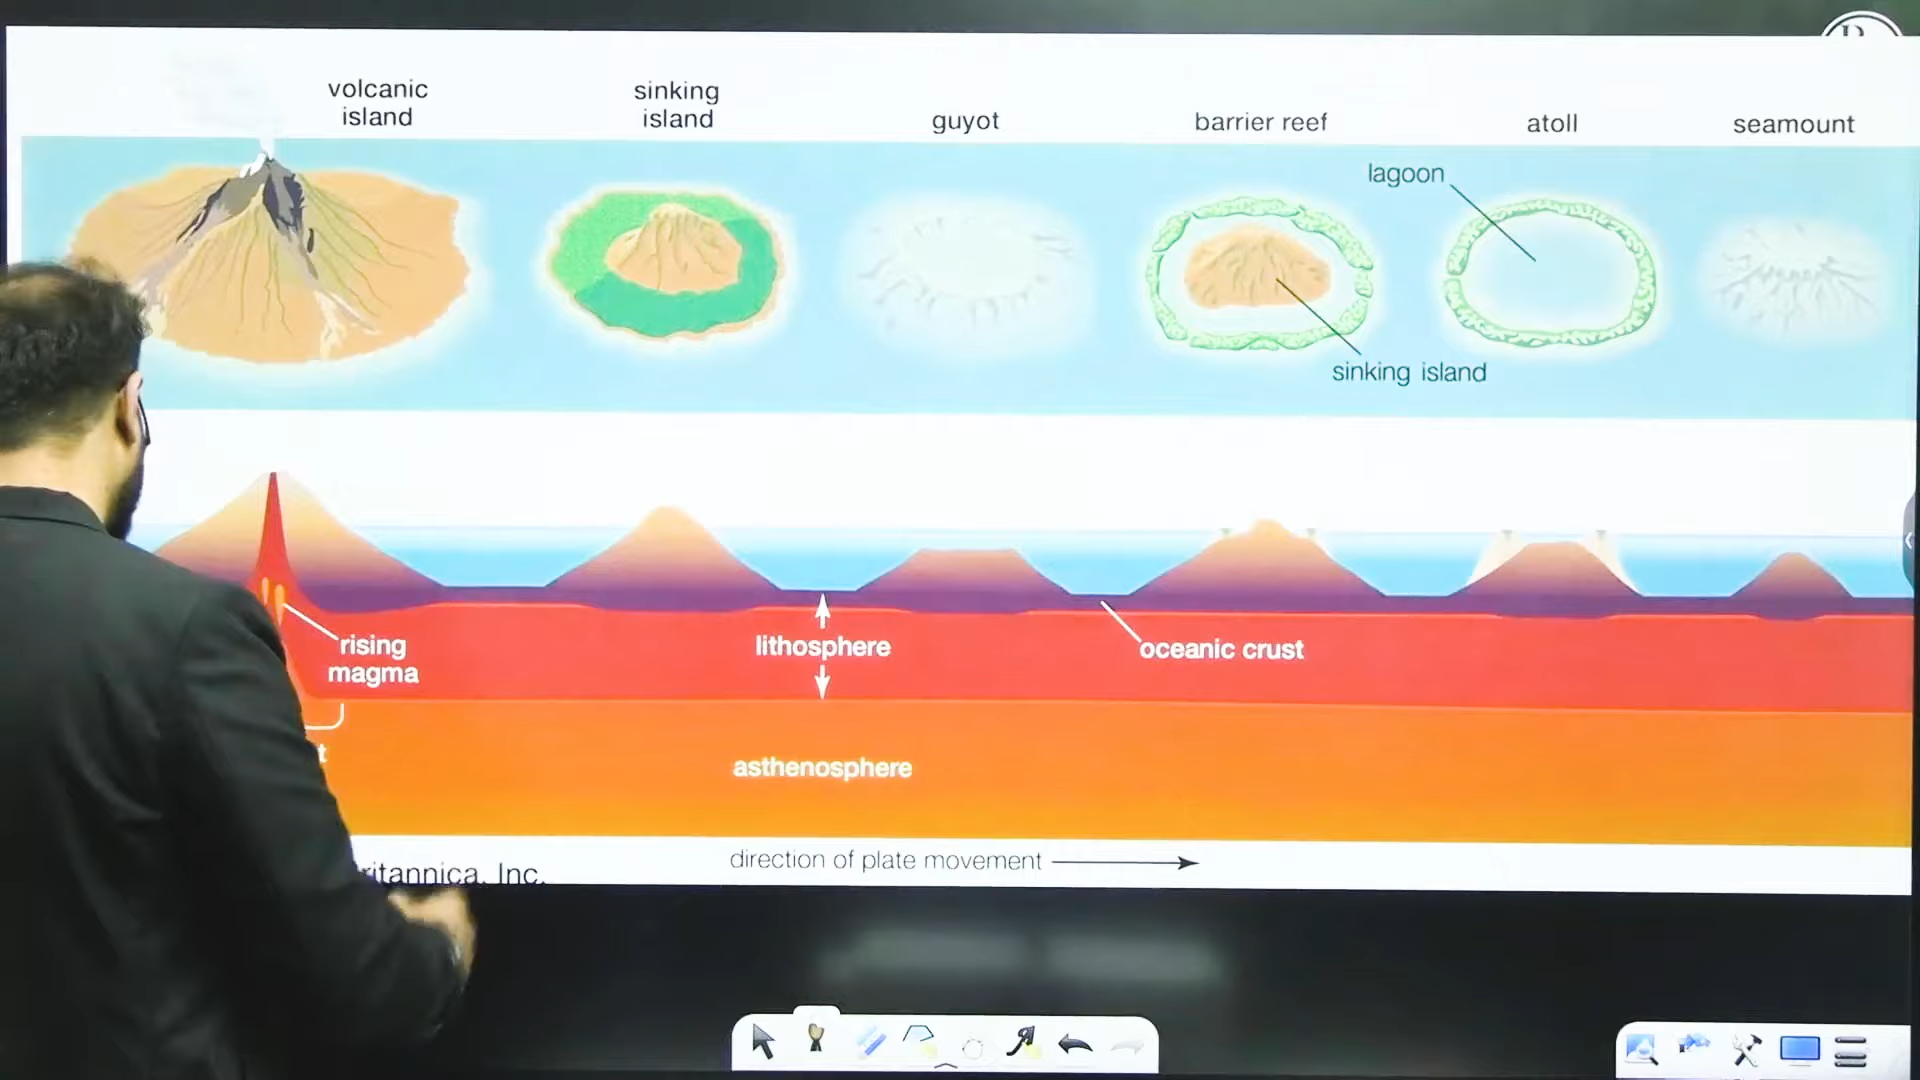 volcanic
island
sinking
island
guyot
barrier reef
atoll
seamount
lagoon
sinking island
rising
magma
lithosphere
oceanic crust
asthenosphere
direction of plate movement
Inc.